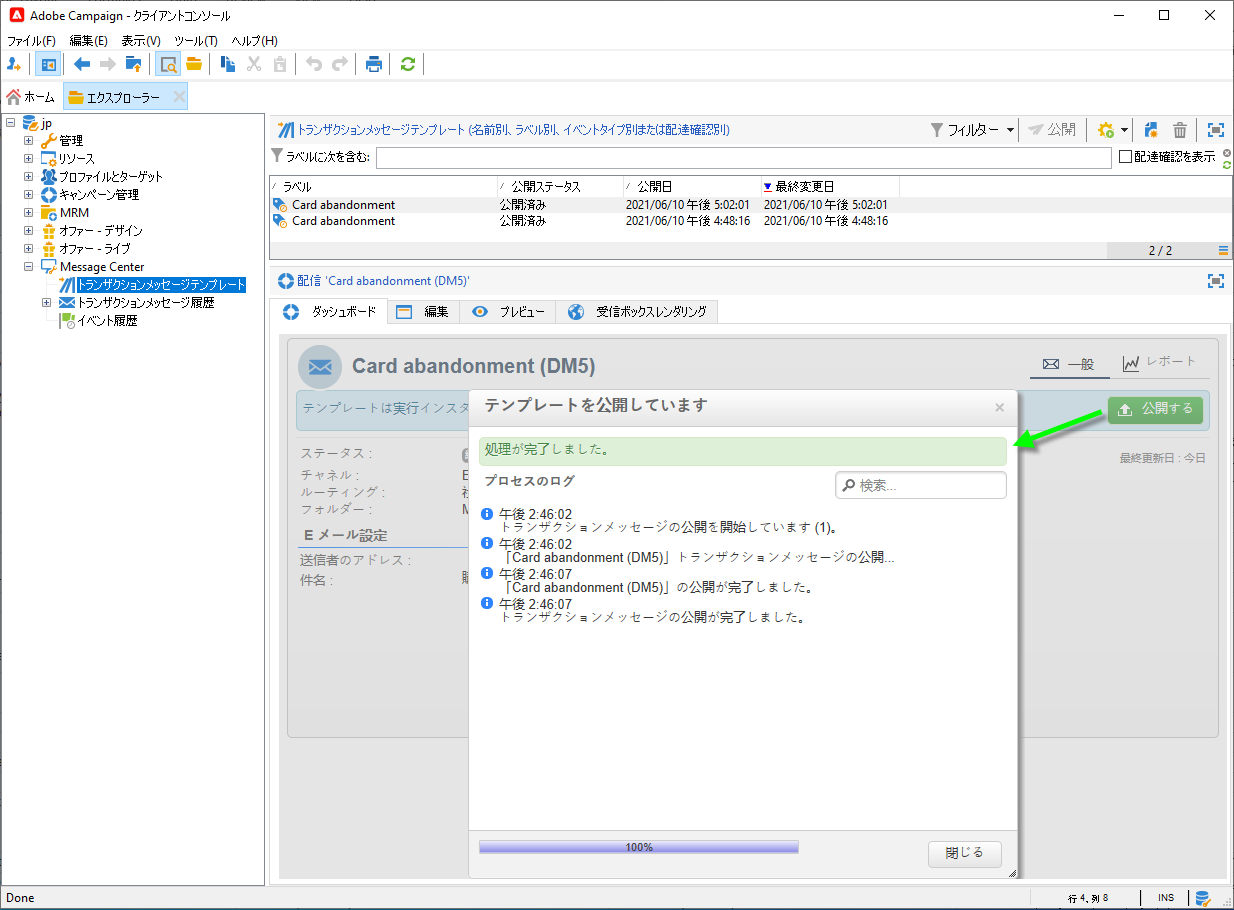 Adobe Campaign - クライアントコンソール
ファイル(F) 編集(E) 表示(V) ツール(T) ヘルプ(H)
ホーム エクスプローラー
jp
管理
リソース
プロファイルとターゲット
キャンペーン管理
MRM
オファー - デザイン
オファー - ライブ
Message Center
トランザクションメッセージテンプレート
トランザクションメッセージ履歴
イベント履歴
トランザクションメッセージテンプレート (名前別、ラベル別、イベントタイプ別または配達確認別)
フィルター 公開
ラベルに次を含む: 配達確認を表示
ラベル 公開ステータス 公開日 最終変更日
Card abandonment 公開済み 2021/06/10 午後 5:02:01 2021/06/10 午後 5:02:01
Card abandonment 公開済み 2021/06/10 午後 4:48:16 2021/06/10 午後 4:48:16
2 / 2
配信 'Card abandonment (DM5)'
ダッシュボード 編集 プレビュー 受信ボックスレンダリング
Card abandonment (DM5)
一般 レポート
テンプレートは実行インスタ
公開する
ステータス :
チャネル : E
ルーティング :
フォルダー : M
最終更新日 : 今日
E メール設定
送信者のアドレス :
件名 :
テンプレートを公開しています
処理が完了しました。
プロセスのログ
検索...
午後 2:46:02
トランザクションメッセージの公開を開始しています (1)。
午後 2:46:02
「Card abandonment (DM5)」トランザクションメッセージの公開...
午後 2:46:07
「Card abandonment (DM5)」の公開が完了しました。
午後 2:46:07
トランザクションメッセージの公開が完了しました。
100%
閉じる
Done
行 4、列 8 INS